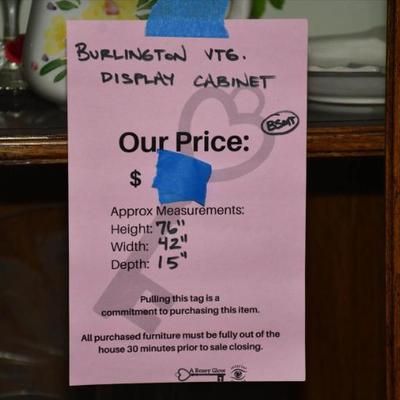 BURLINGTON VTG.
DISPLAY CABINET
BSMT
Our Price:
$
Approx Measurements:
Height: 76"
Width: 42"
Depth: 15"
Pulling this tag is a
commitment to purchasing this item.
All purchased furniture must be fully out of the
house 30 minutes prior to sale closing.